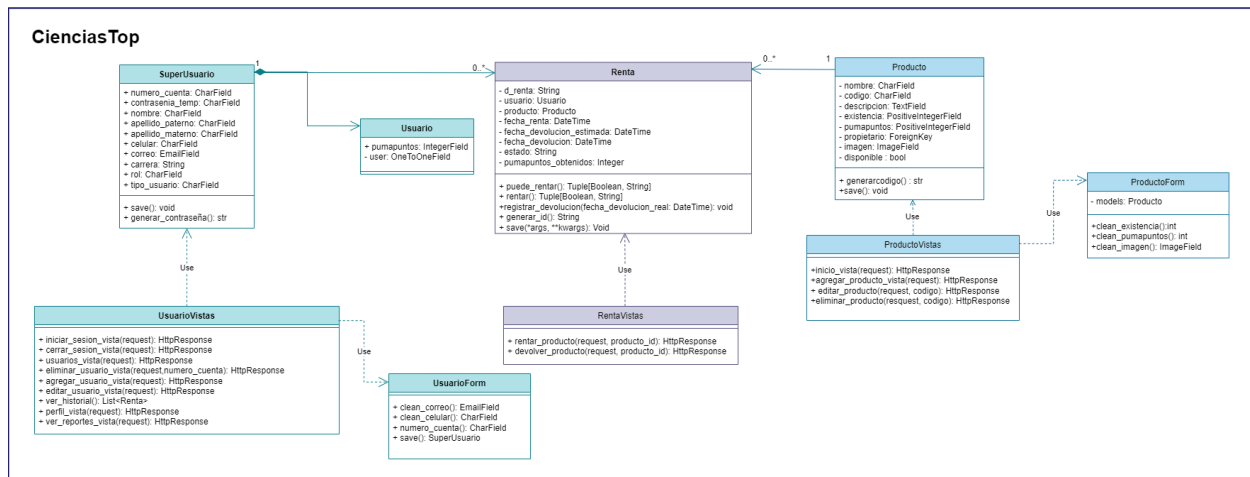 CienciasTop
SuperUsuario
+ numero_cuenta: CharField
+ contrasenia_temp: CharField
+ nombre: CharField
+ apellido_paterno: CharField
+ apellido_materno: CharField
+ celular: CharField
+ correo: EmailField
+ carrera: String
+ rol: CharField
+ tipo_usuario: CharField
+ save(): void
+ generar_contraseña(): str
1
0..*
Usuario
+ pumapuntos: IntegerField
- user: OneToOneField
Renta
- d_renta: String
- usuario: Usuario
- producto: Producto
- fecha_renta: DateTime
- fecha_devolucion_estimada: DateTime
- fecha_devolucion: DateTime
- estado: String
- pumapuntos_obtenidos: Integer
+ puede_rentar(): Tuple[Boolean, String]
+ rentar(): Tuple[Boolean, String]
+registrar_devolucion(fecha_devolucion_real: DateTime): void
+ generar_id(): String
+ save(*args, **kwargs): Void
0..*
1
Producto
- nombre: CharField
- codigo: CharField
- descripcion: TextField
- existencia: PositiveIntegerField
- pumapuntos: PositiveIntegerField
- propietario: ForeignKey
- imagen: ImageField
- disponible : bool
+ generarcodigo() : str
+save(): void
ProductoForm
- models: Producto
+clean_existencia():int
+clean_pumapuntos(): int
+clean_imagen(): ImageField
Use
Use
ProductoVistas
+inicio_vista(request): HttpResponse
+agregar_producto_vista(request): HttpResponse
+ editar_producto(request, codigo): HttpResponse
+eliminar_producto(resquest, codigo): HttpResponse
Use
Use
UsuarioVistas
+ iniciar_sesion_vista(request): HttpResponse
+ cerrar_sesion_vista(request): HttpResponse
+ usuarios_vista(request): HttpResponse
+ eliminar_usuario_vista(request,numero_cuenta): HttpResponse
+ agregar_usuario_vista(request): HttpResponse
+ editar_usuario_vista(request): HttpResponse
+ ver_historial(): List<Renta>
+ perfil_vista(request): HttpResponse
+ ver_reportes_vista(request): HttpResponse
RentaVistas
+ rentar_producto(request, producto_id): HttpResponse
+ devolver_producto(request, producto_id): HttpResponse
Use
UsuarioForm
+ clean_correo(): EmailField
+ clean_celular(): CharField
+ numero_cuenta(): CharField
+ save(): SuperUsuario